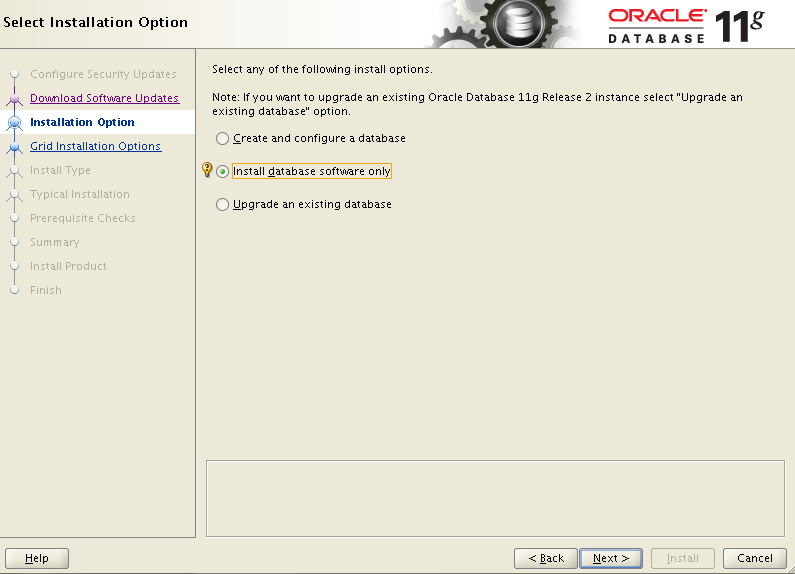 Select Installation Option
ORACLE
DATABASE 11g
Configure Security Updates
Download Software Updates
Installation Option
Grid Installation Options
Install Type
Typical Installation
Prerequisite Checks
Summary
Install Product
Finish
Select any of the following install options.
Note: If you want to upgrade an existing Oracle Database 11g Release 2 instance select "Upgrade an
existing database" option.
Create and configure a database
Install database software only
Upgrade an existing database
Help
< Back
Next >
Install
Cancel